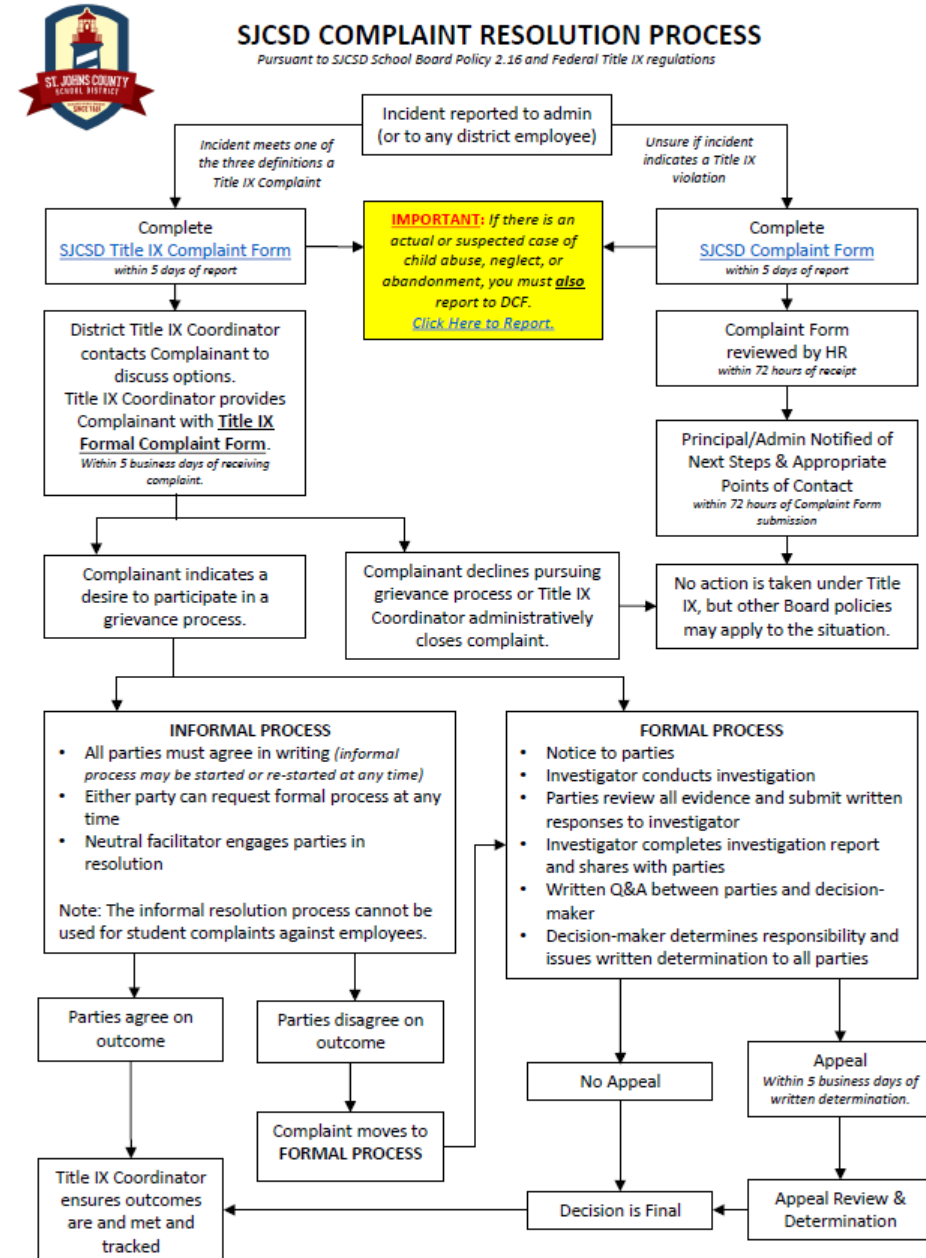 ST. JOHNS COUNTY
SCHOOL DISTRICT
SJCSD COMPLAINT RESOLUTION PROCESS
Pursuant to SJCSD School Board Policy 2.16 and Federal Title IX regulations
Incident reported to admin
(or to any district employee)
Incident meets one of
the three definitions a
Title IX Complaint
Unsure if incident
indicates a Title IX
violation
Complete
SJCSD Title IX Complaint Form
within 5 days of report
IMPORTANT: If there is an
actual or suspected case of
child abuse, neglect, or
abandonment, you must also
report to DCF.
Click Here to Report.
Complete
SJCSD Complaint Form
within 5 days of report
District Title IX Coordinator
contacts Complainant to
discuss options.
Title IX Coordinator provides
Complainant with Title IX
Formal Complaint Form.
Within 5 business days of receiving
complaint.
Complaint Form
reviewed by HR
within 72 hours of receipt
Principal/Admin Notified of
Next Steps & Appropriate
Points of Contact
within 72 hours of Complaint Form
submission
Complainant indicates a
desire to participate in a
grievance process.
Complainant declines pursuing
grievance process or Title IX
Coordinator administratively
closes complaint.
No action is taken under Title
IX, but other Board policies
may apply to the situation.
INFORMAL PROCESS
• All parties must agree in writing (informal
process may be started or re-started at any time)
• Either party can request formal process at any
time
• Neutral facilitator engages parties in
resolution
Note: The informal resolution process cannot be
used for student complaints against employees.
FORMAL PROCESS
• Notice to parties
• Investigator conducts investigation
• Parties review all evidence and submit written
responses to investigator
• Investigator completes investigation report
and shares with parties
• Written Q&A between parties and decision-
maker
• Decision-maker determines responsibility and
issues written determination to all parties
Parties agree on
outcome
Parties disagree on
outcome
No Appeal
Appeal
Within 5 business days of
written determination.
Complaint moves to
FORMAL PROCESS
Title IX Coordinator
ensures outcomes
are and met and
tracked
Decision is Final
Appeal Review &
Determination